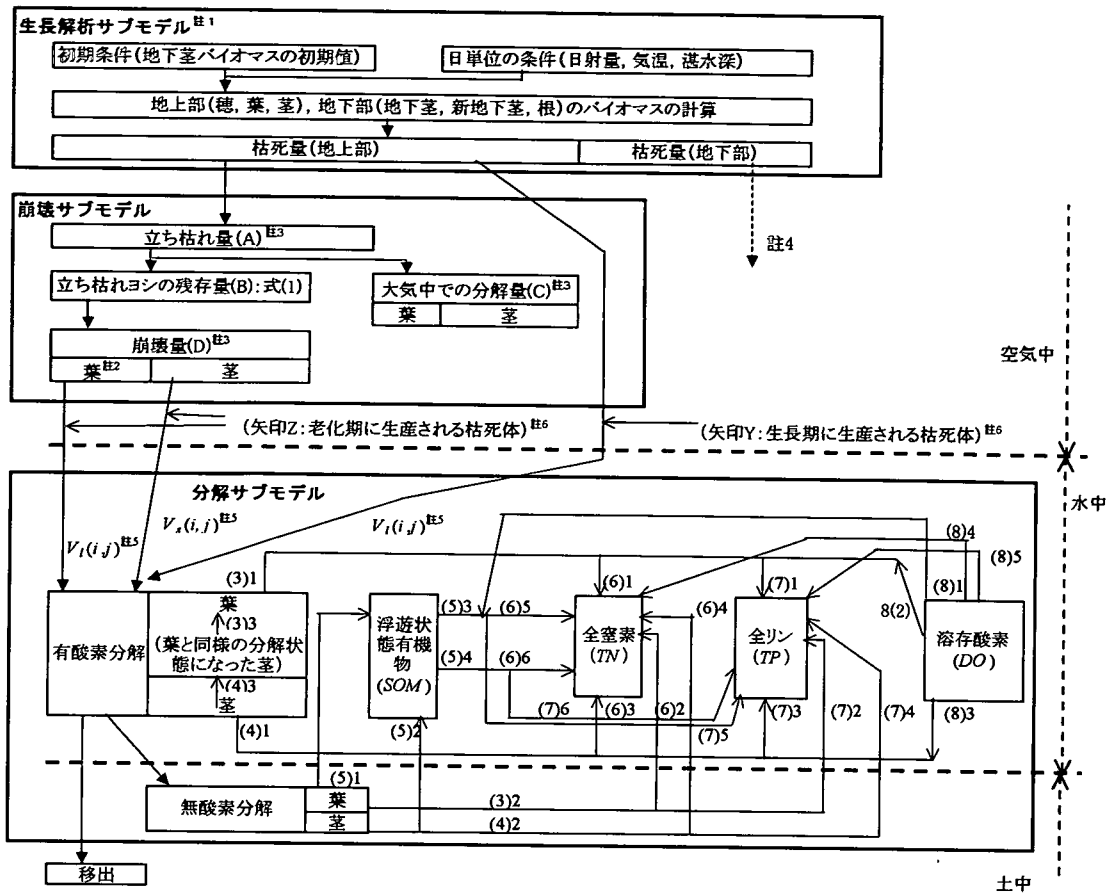 生長解析サブモデル註1
初期条件(地下茎バイオマスの初期値)
日単位の条件(日射量, 気温, 湛水深)
地上部(穂, 葉, 茎), 地下部(地下茎, 新地下茎, 根)のバイオマスの計算
枯死量(地上部)
枯死量(地下部)
崩壊サブモデル
立ち枯れ量(A)註3
註4
立ち枯れヨシの残存量(B):式(1)
大気中での分解量(C)註3
葉
茎
崩壊量(D)註3
葉註2
茎
空気中
(矢印Z:老化期に生産される枯死体)註6
(矢印Y:生長期に生産される枯死体)註6
分解サブモデル
水中
Vs(i,j)註5
Vl(i,j)註5
Vl(i,j)註5
(8)4
(8)5
(3)1
(6)1
(7)1
8(2)
(8)1
有酸素分解
葉
(3)3
(葉と同様の分解状態になった茎)
(4)3
茎
浮遊状態有機物
(SOM)
(5)3
(6)5
(5)4
(6)6
全窒素
(TN)
(6)4
全リン
(TP)
溶存酸素
(DO)
(4)1
(5)2
(7)6
(6)3
(6)2
(7)5
(7)3
(7)2
(7)4
(8)3
(5)1
無酸素分解
葉
茎
(3)2
(4)2
移出
土中